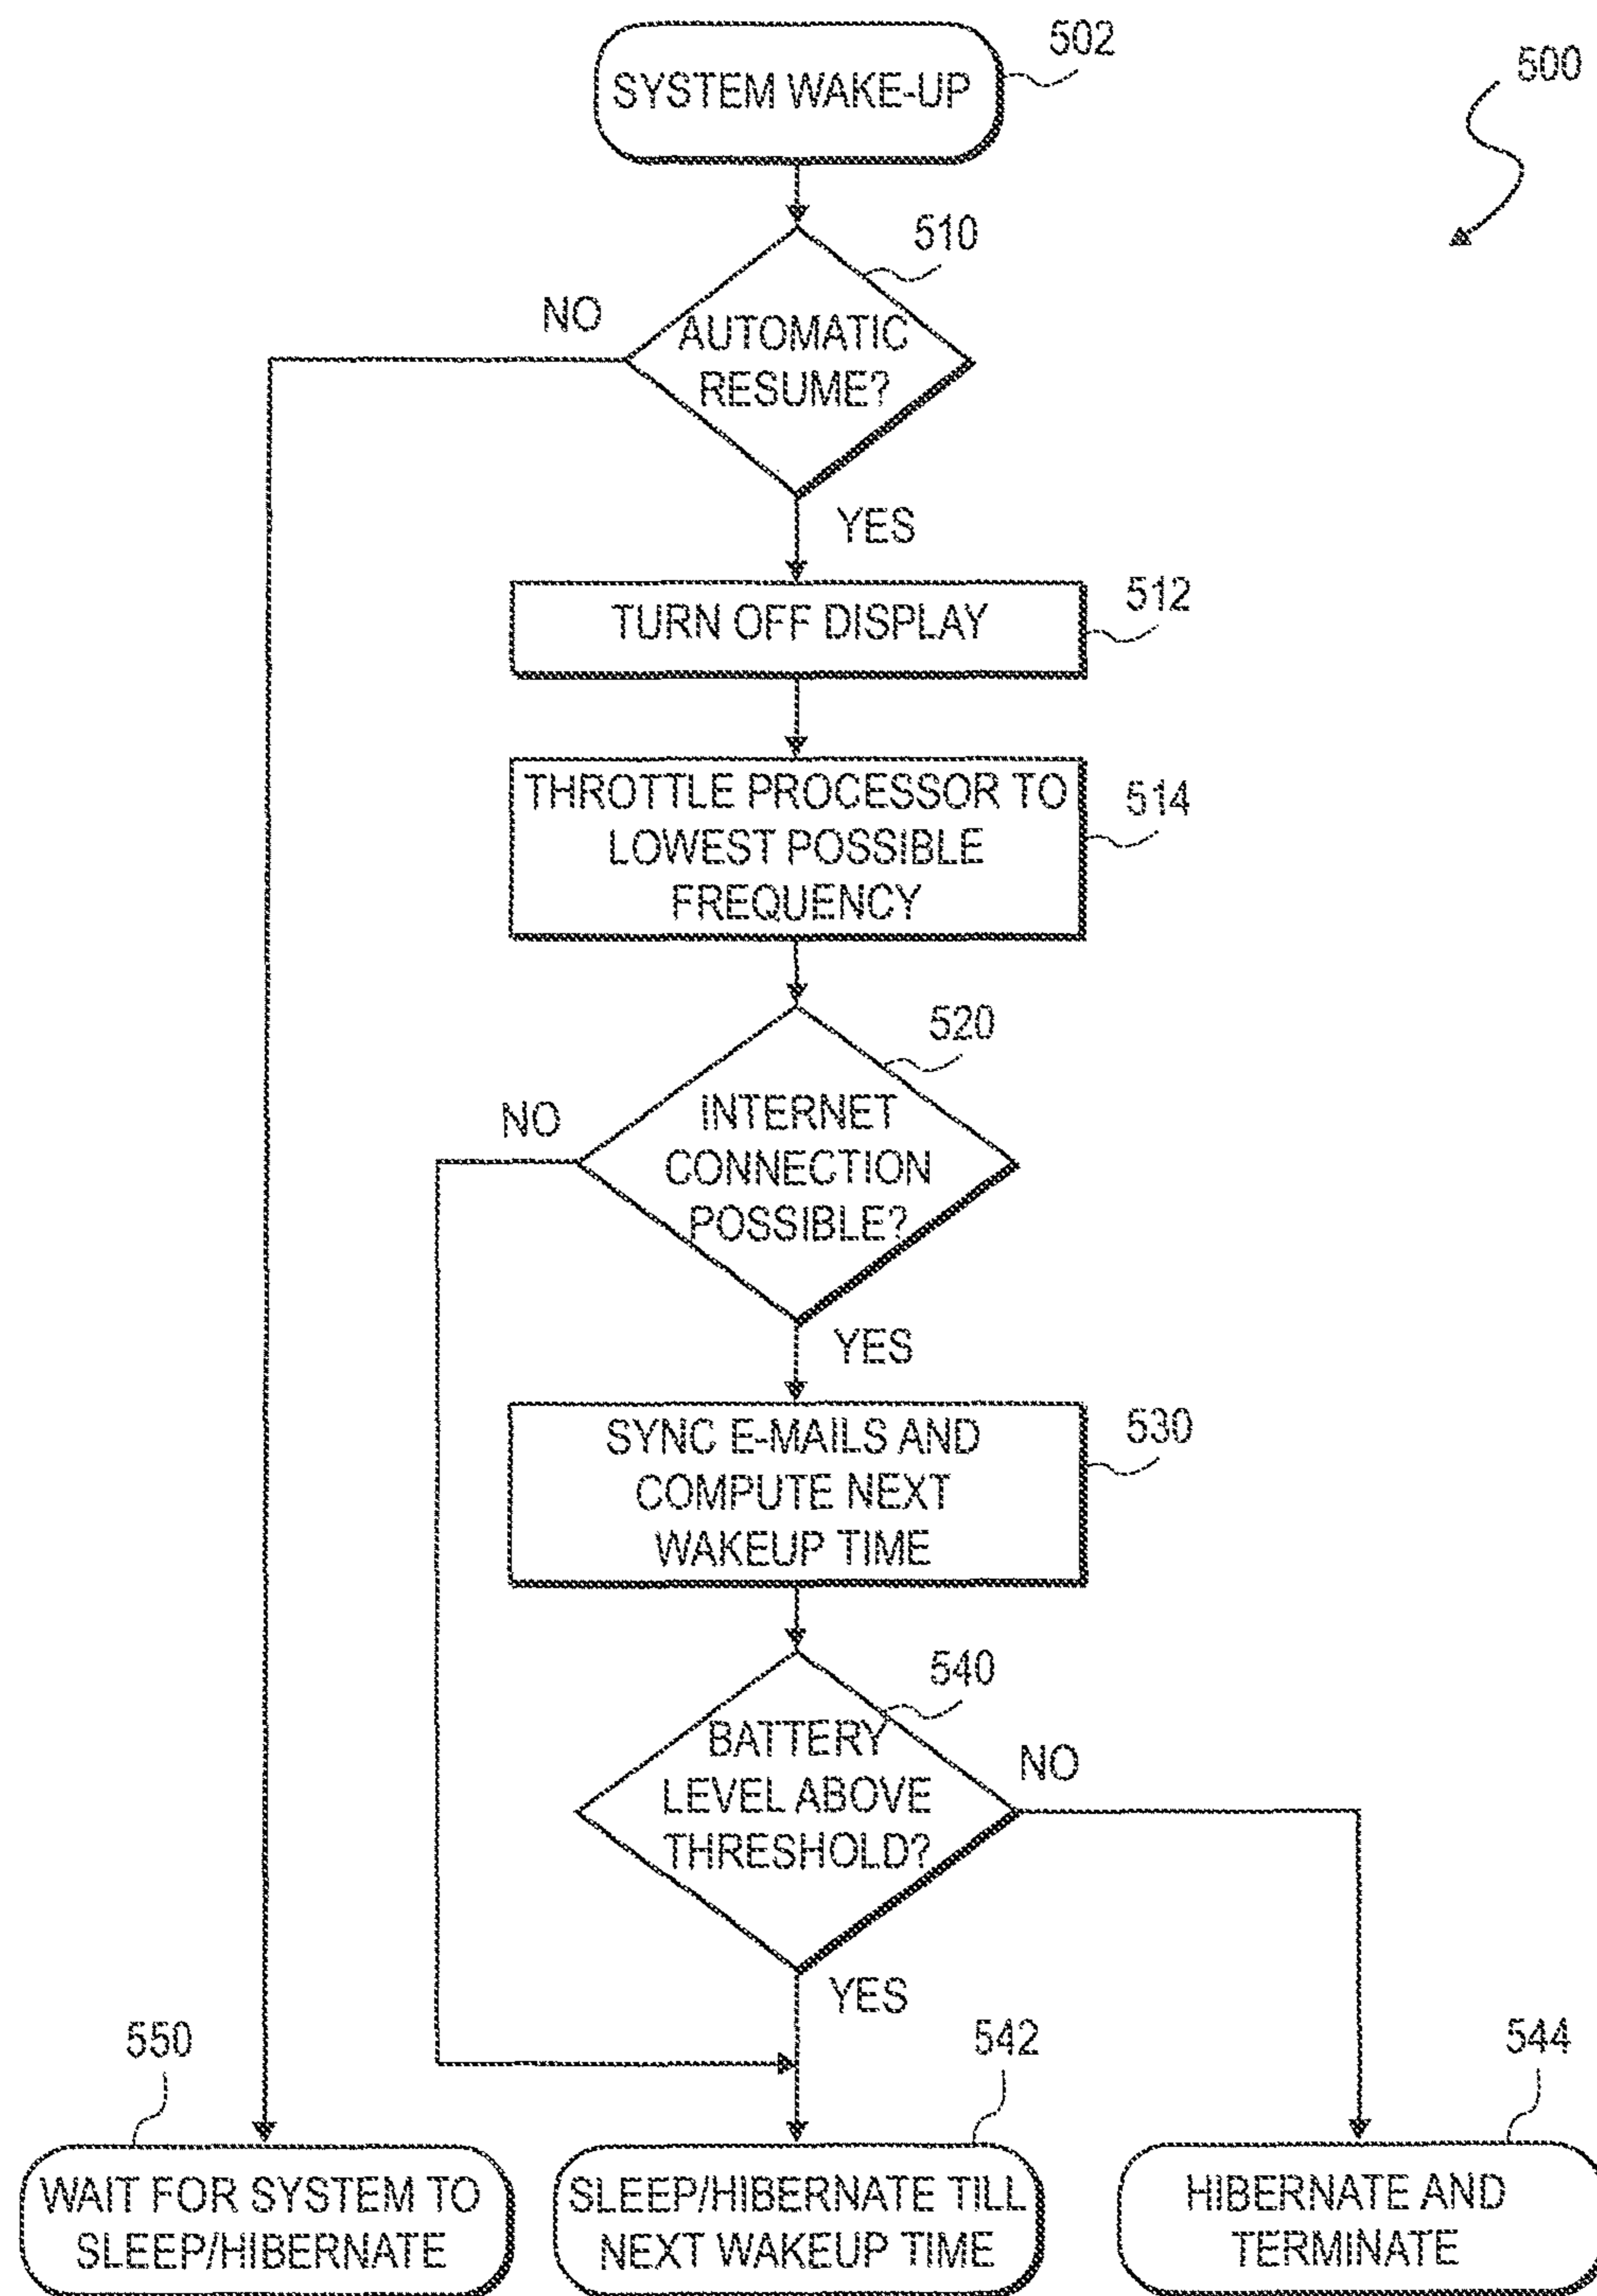 502
SYSTEM WAKE-UP
500
510
NO
AUTOMATIC
RESUME?
YES
512
TURN OFF DISPLAY
514
THROTTLE PROCESSOR TO
LOWEST POSSIBLE
FREQUENCY
520
NO
INTERNET
CONNECTION
POSSIBLE?
YES
530
SYNC E-MAILS AND
COMPUTE NEXT
WAKEUP TIME
540
BATTERY
LEVEL ABOVE
THRESHOLD?
NO
YES
550
WAIT FOR SYSTEM TO
SLEEP/HIBERNATE
542
SLEEP/HIBERNATE TILL
NEXT WAKEUP TIME
544
HIBERNATE AND
TERMINATE